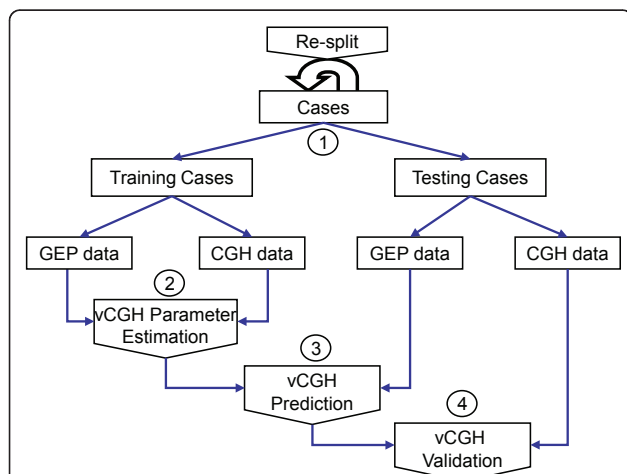 Re-split
Cases
1
Training Cases
Testing Cases
GEP data
CGH data
GEP data
CGH data
2
vCGH Parameter
Estimation
3
vCGH
Prediction
4
vCGH
Validation